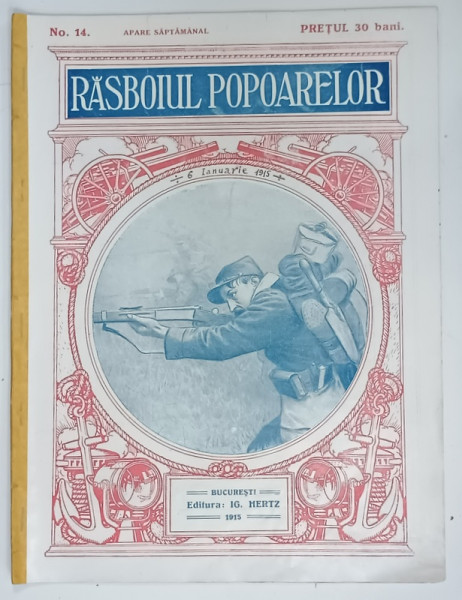 No. 14. APARE SĂPTĂMÂNAL PREȚUL 30 bani.
RĂSBOIUL POPOARELOR
÷ 6 Ianuarie 1915 +
BUCUREȘTI
Editura: IG. HERTZ
1915